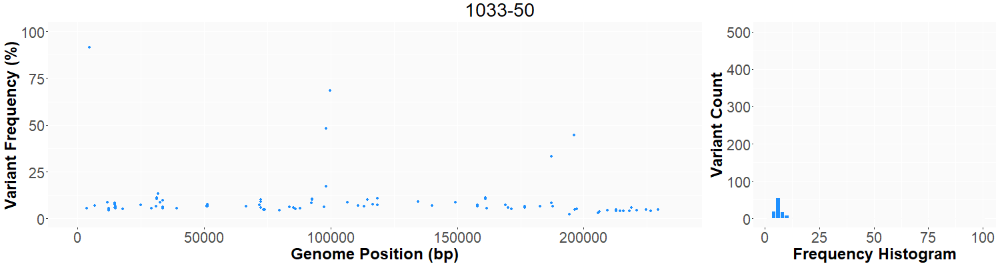 1033-50
Variant Frequency (%)
100
75
50
25
0
0 50000 100000 150000 200000
Genome Position (bp)
Variant Count
500
400
300
200
100
0
0 25 50 75 100
Frequency Histogram